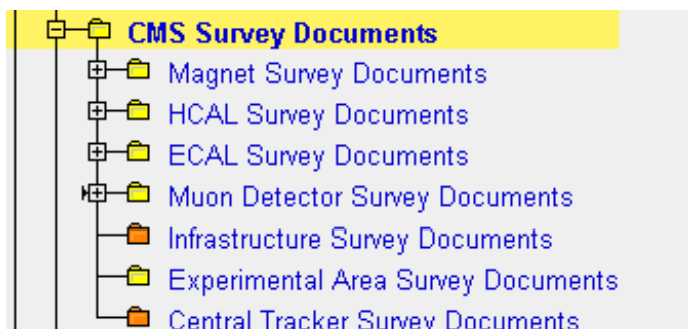 CMS Survey Documents
Magnet Survey Documents
HCAL Survey Documents
ECAL Survey Documents
Muon Detector Survey Documents
Infrastructure Survey Documents
Experimental Area Survey Documents
Central Tracker Survey Documents